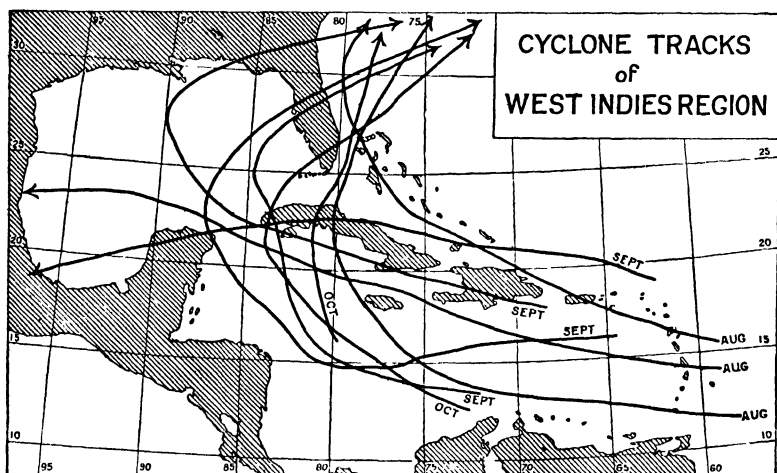 90
85
80
75
CYCLONE TRACKS
of
WEST INDIES REGION
30
25
25
20
20
SEPT
OCT
SEPT
SEPT
15
15
AUG
AUG
SEPT
OCT
AUG
10
10
95
90
85
80
75
70
65
60